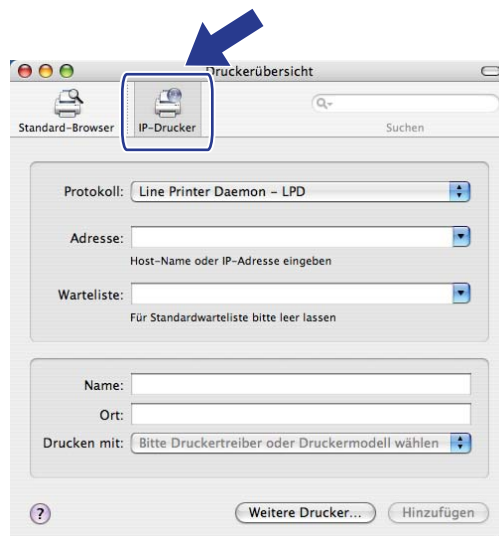 Druckerübersicht
Standard-Browser
IP-Drucker
Suchen
Protokoll: Line Printer Daemon – LPD
Adresse:
Host-Name oder IP-Adresse eingeben
Warteliste:
Für Standardwarteliste bitte leer lassen
Name:
Ort:
Drucken mit: Bitte Druckertreiber oder Druckermodell wählen
? Weitere Drucker... Hinzufügen